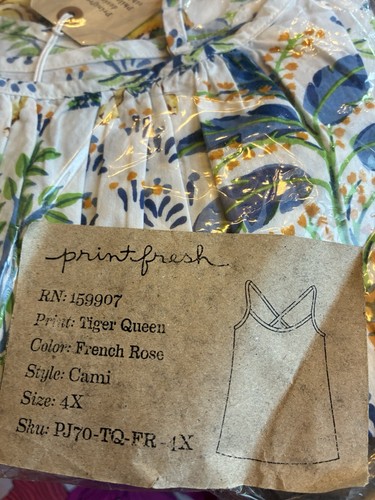 printfresh
RN: 159907
Print: Tiger Queen
Color: French Rose
Style: Cami
Size: 4X
Sku: PJ70-TQ-FR-4X